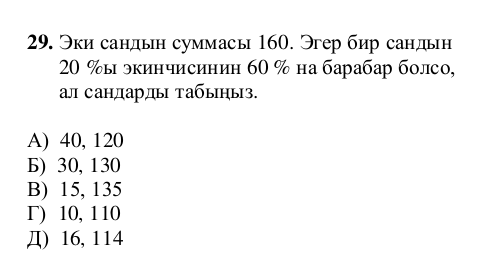 29. Эки сандын суммасы 160. Эгер бир сандын
20 %ы экинчисинин 60 % на барабар болсо,
ал сандарды табыңыз.
А) 40, 120
Б) 30, 130
В) 15, 135
Г) 10, 110
Д) 16, 114